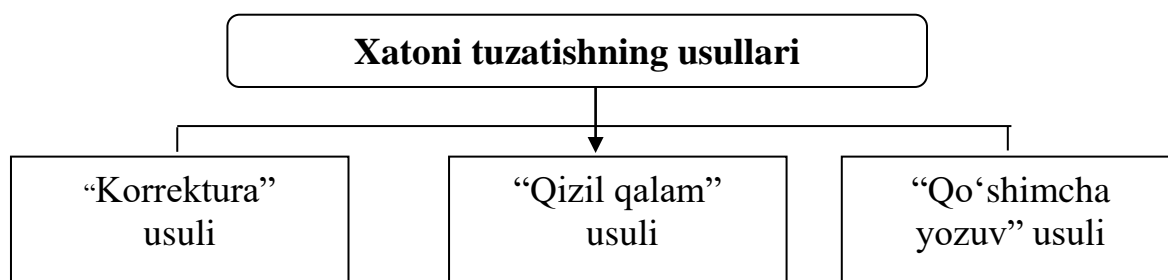 Xatoni tuzatishning usullari
“Korrektura”
usuli
“Qizil qalam”
usuli
“Qo‘shimcha
yozuv” usuli